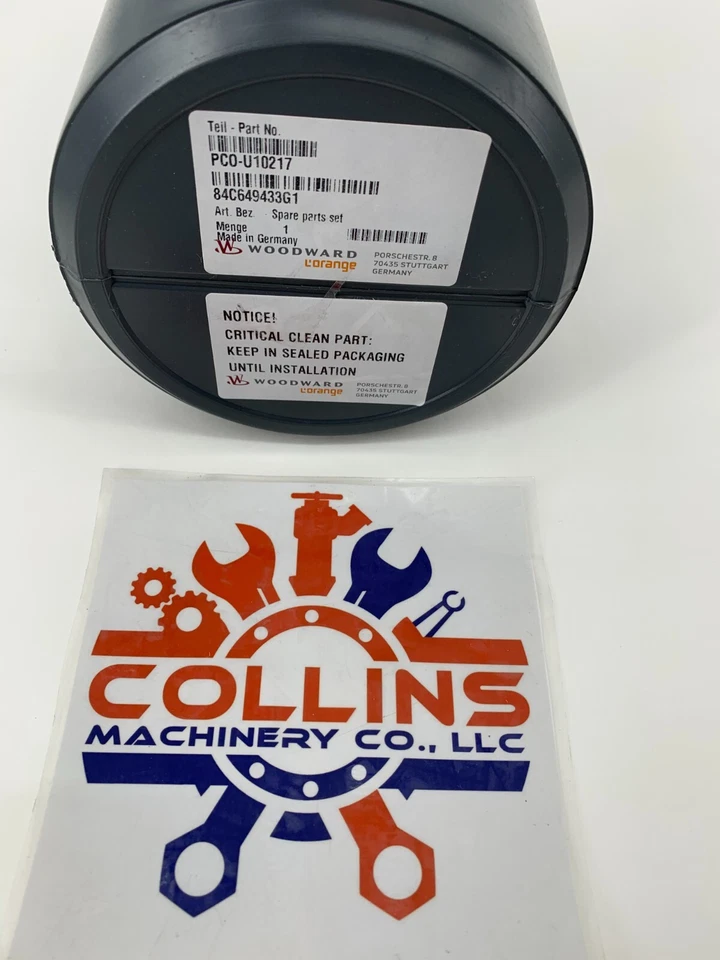 Teil - Part No.
PCO-U10217
84C649433G1
Art. Bez. Spare parts set
Menge 1
Made in Germany
WOODWARD
L'orange
PORSCHESTR. 8
70435 STUTTGART
GERMANY
NOTICE!
CRITICAL CLEAN PART:
KEEP IN SEALED PACKAGING
UNTIL INSTALLATION
WOODWARD
L'orange
PORSCHESTR. 8
70435 STUTTGART
GERMANY
COLLINS
MACHINERY CO., LLC